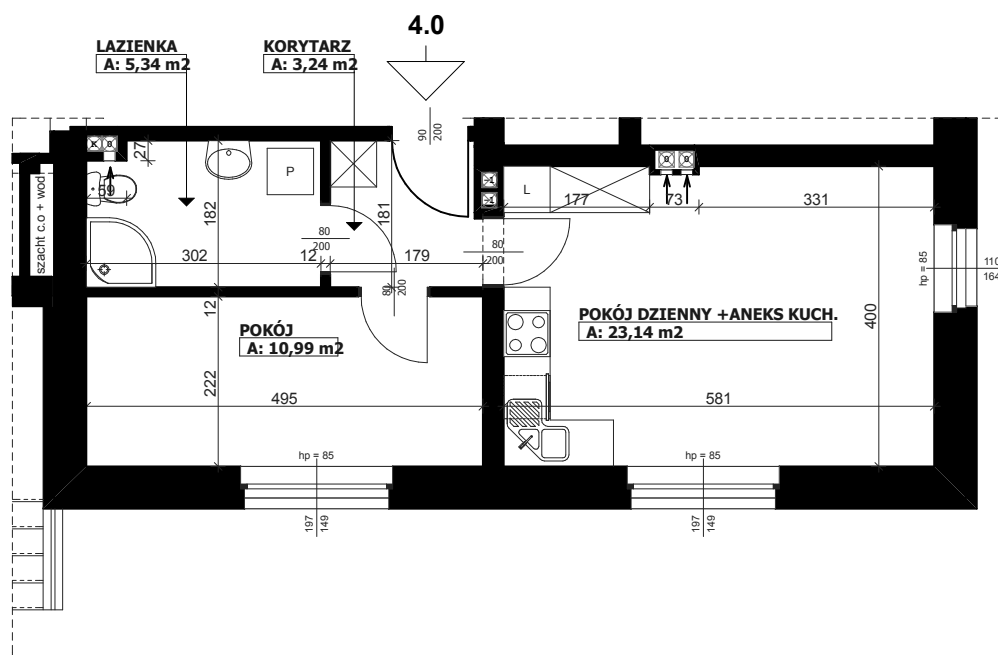 4.0
LAZIENKA
A: 5,34 m2
KORYTARZ
A: 3,24 m2
90
200
K
27
59
P
182
181
302
12
80
200
179
80
200
szacht c.o + wod
L
177
73
331
hp = 85
110
164
400
12
80
200
POKÓJ
A: 10,99 m2
POKÓJ DZIENNY +ANEKS KUCH.
A: 23,14 m2
222
495
581
hp = 85
hp = 85
197
149
197
149